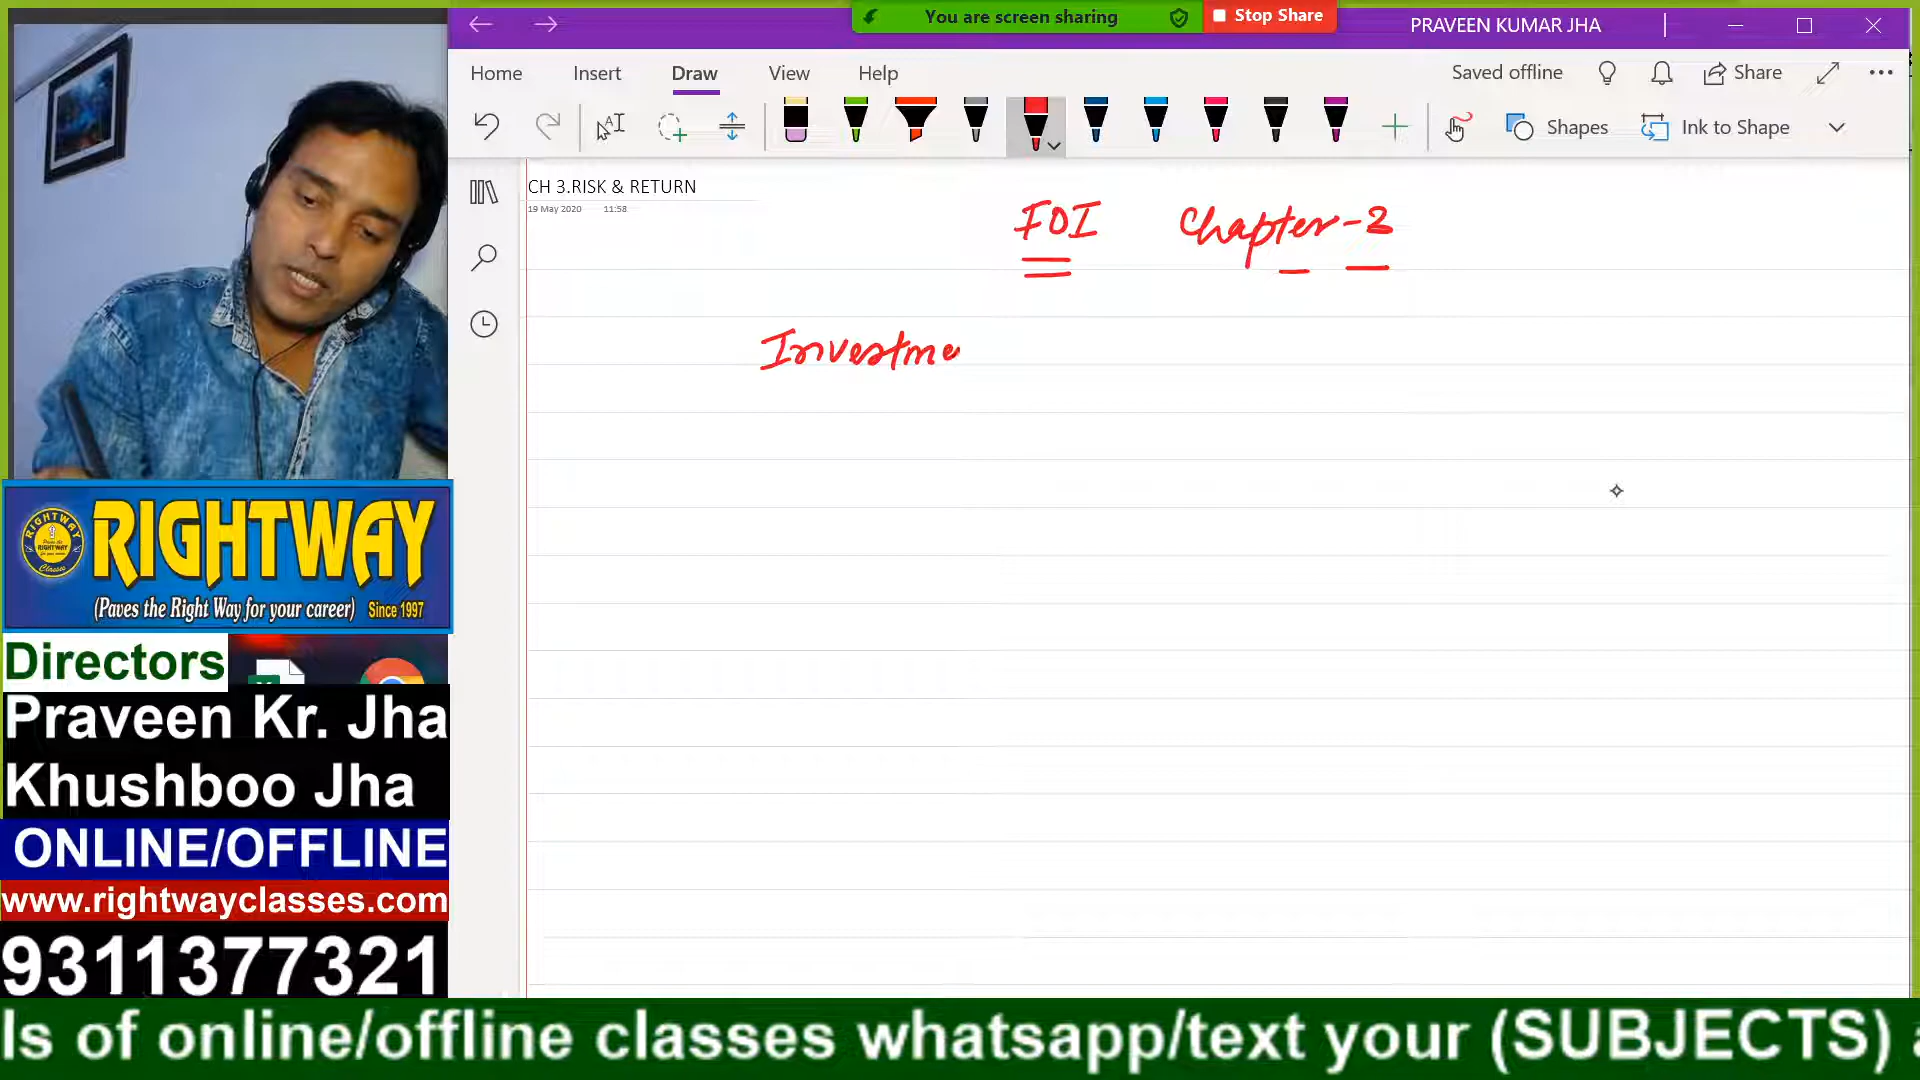 You are screen sharing
Stop Share
PRAVEEN KUMAR JHA
Home Insert Draw View Help
Saved offline
Share
Shapes
Ink to Shape
CH 3.RISK & RETURN
19 May 2020 11:58
FOI Chapter-2
Investme
RIGHTWAY
RIGHTWAY
Classes
(Paves the Right Way for your career) Since 1997
Directors
Praveen Kr. Jha
Khushboo Jha
ONLINE/OFFLINE
www.rightwayclasses.com
9311377321
ls of online/offline classes whatsapp/text your (SUBJECTS)